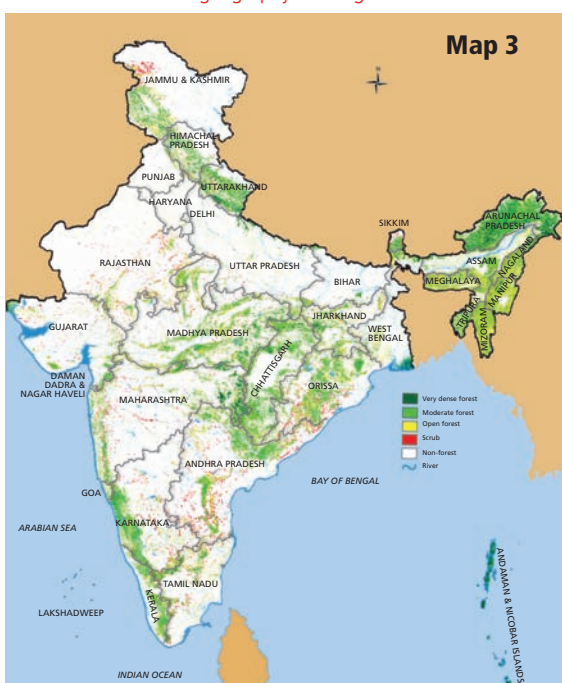 Map 3
JAMMU & KASHMIR
HIMACHAL
PRADESH
PUNJAB
UTTARAKHAND
HARYANA
DELHI
SIKKIM
ARUNACHAL
PRADESH
RAJASTHAN
UTTAR PRADESH
ASSAM
NAGALAND
BIHAR
MEGHALAYA
MANIPUR
JHARKHAND
TRIPURA
MIZORAM
GUJARAT
MADHYA PRADESH
WEST
BENGAL
CHHATTISGARH
DAMAN
DADRA &
NAGAR HAVELI
MAHARASHTRA
ORISSA
Very dense forest
Moderate forest
Open forest
Scrub
Non-forest
River
ANDHRA PRADESH
BAY OF BENGAL
GOA
ARABIAN SEA
KARNATAKA
ANDAMAN & NICOBAR ISLANDS
TAMIL NADU
KERALA
LAKSHADWEEP
INDIAN OCEAN